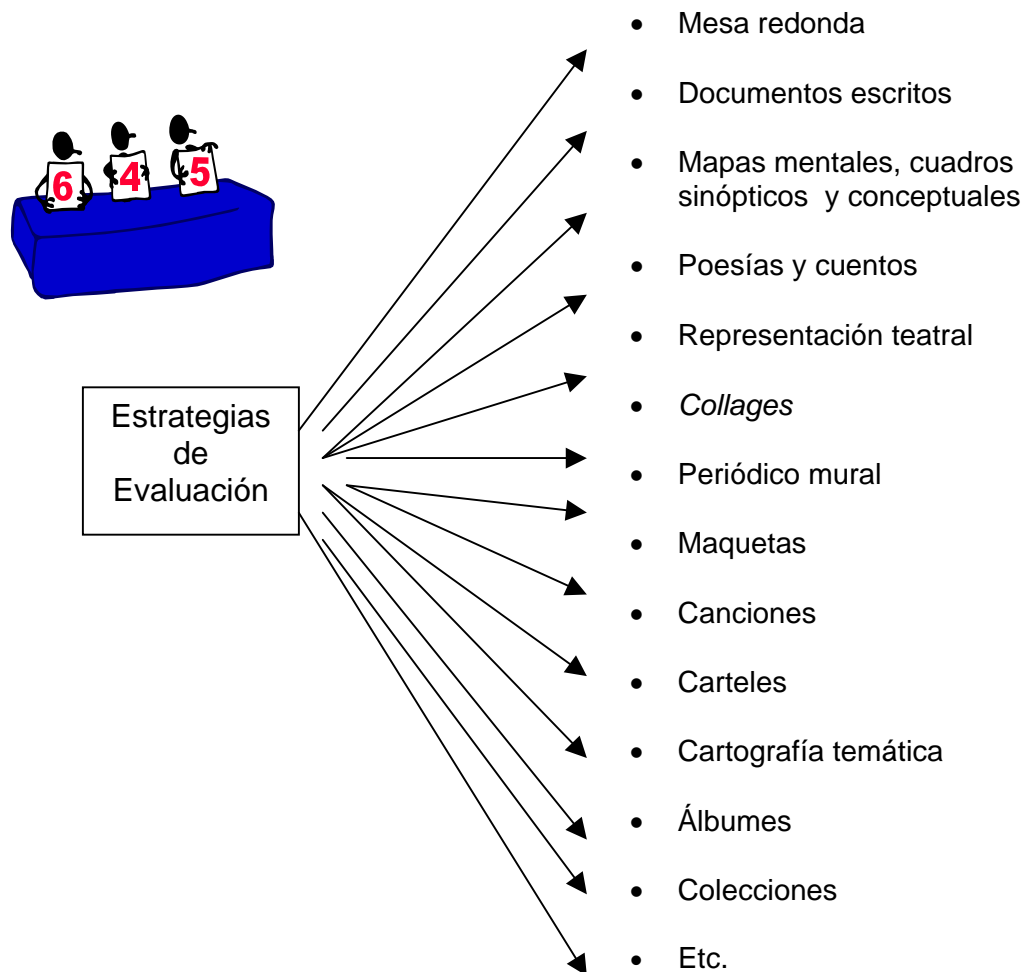 • Mesa redonda
• Documentos escritos
• Mapas mentales, cuadros
sinópticos y conceptuales
6 4 5
• Poesías y cuentos
• Representación teatral
Estrategias
de
Evaluación
• Collages
• Periódico mural
• Maquetas
• Canciones
• Carteles
• Cartografía temática
• Álbumes
• Colecciones
• Etc.